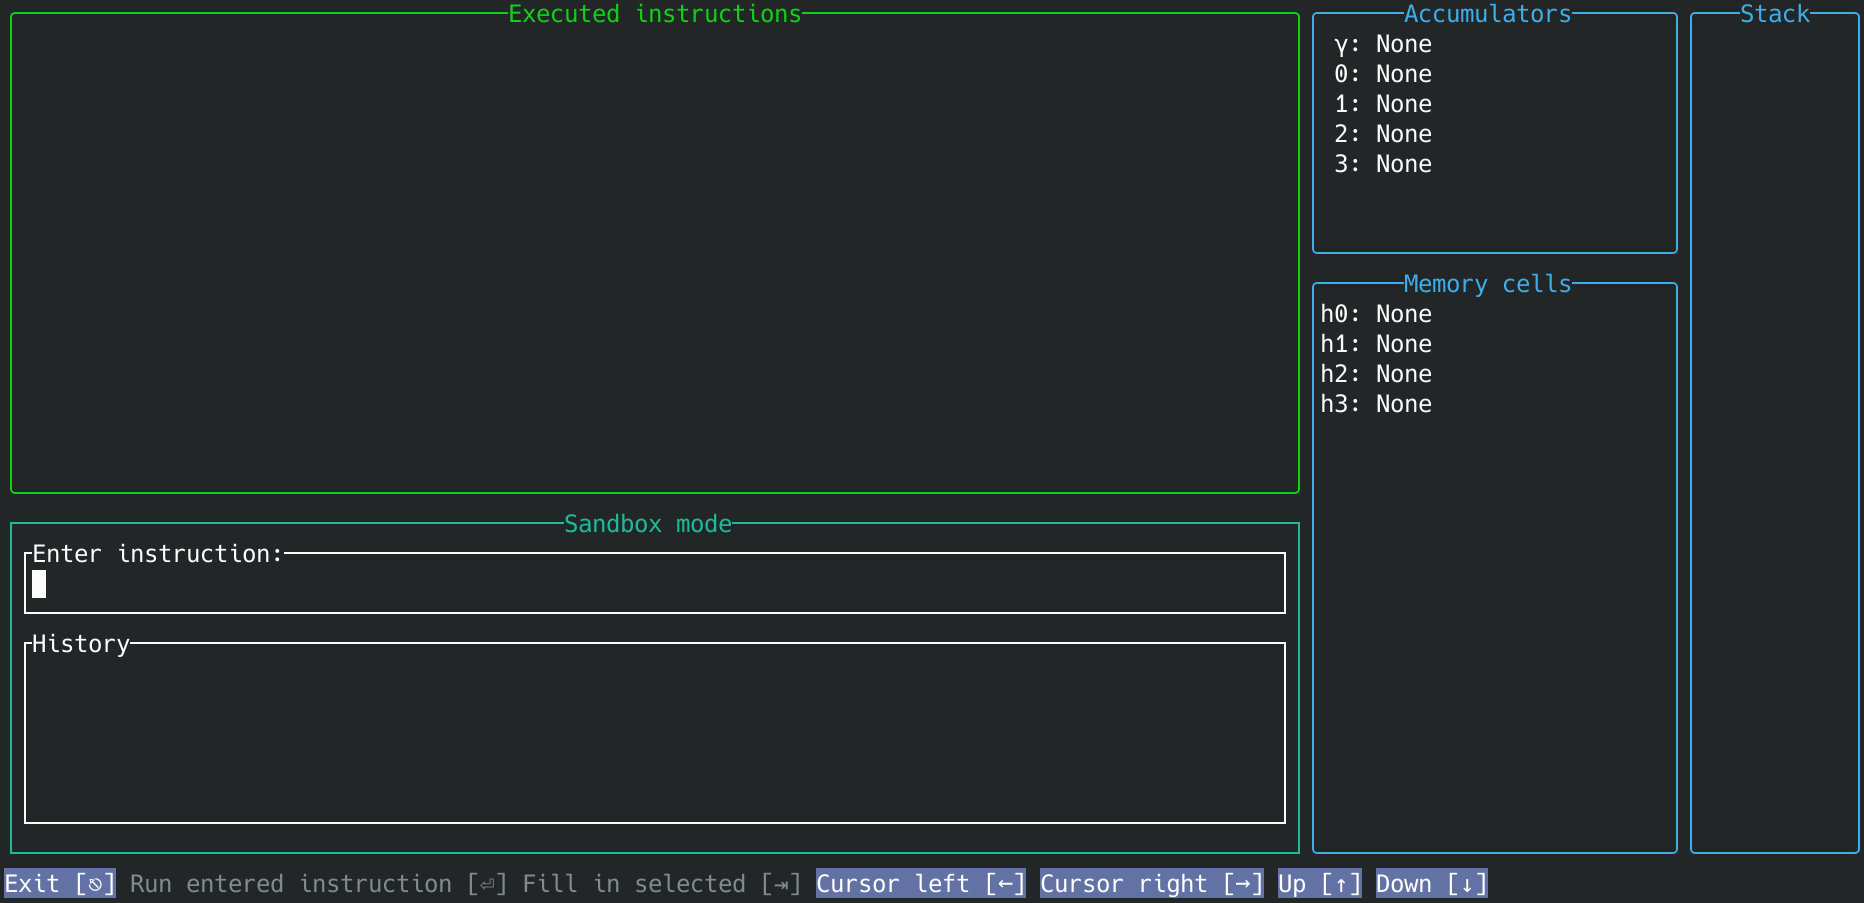 Executed instructions
Accumulators
γ: None
0: None
1: None
2: None
3: None
Memory cells
h0: None
h1: None
h2: None
h3: None
Stack
Sandbox mode
Enter instruction:
History
Exit [⎋] Run entered instruction [⏎] Fill in selected [⇥] Cursor left [←] Cursor right [→] Up [↑] Down [↓]